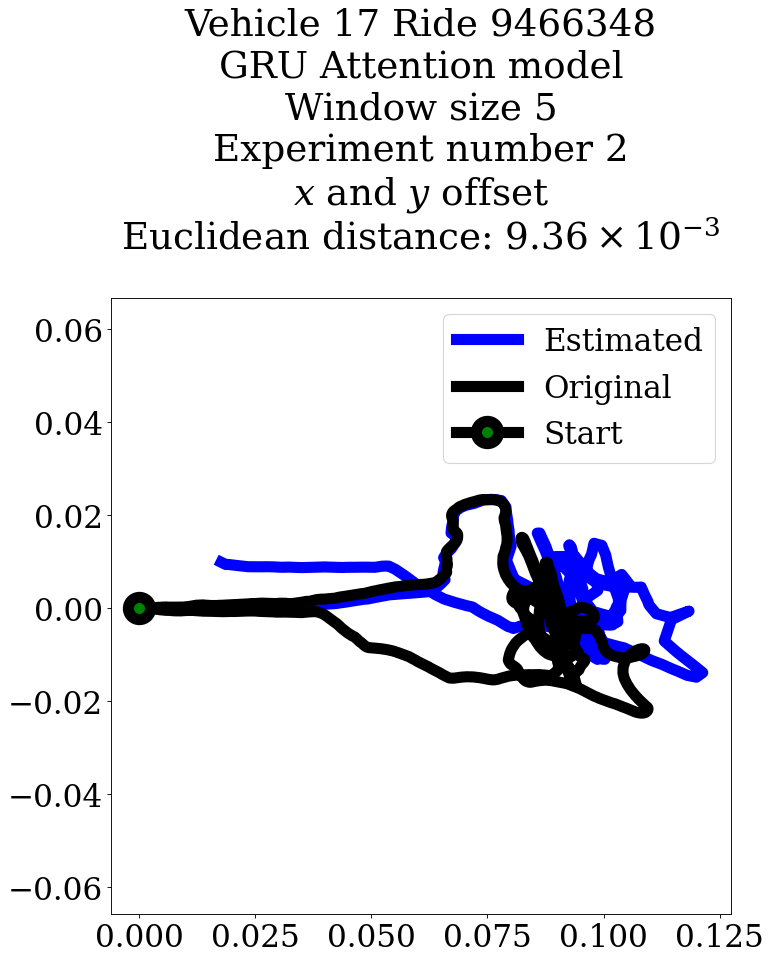 Vehicle 17 Ride 9466348
GRU Attention model
Window size 5
Experiment number 2
x and y offset
Euclidean distance: 9.36 × 10⁻³
Estimated
Original
Start
0.06
0.04
0.02
0.00
−0.02
−0.04
−0.06
0.000 0.025 0.050 0.075 0.100 0.125